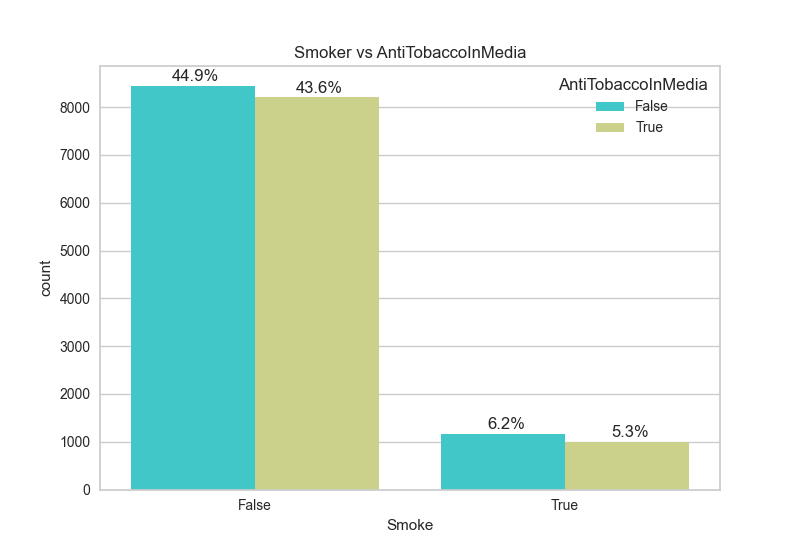 Smoker vs AntiTobaccoInMedia
44.9%
43.6%
6.2%
5.3%
AntiTobaccoInMedia
False
True
8000
7000
6000
5000
4000
3000
2000
1000
0
count
False
True
Smoke